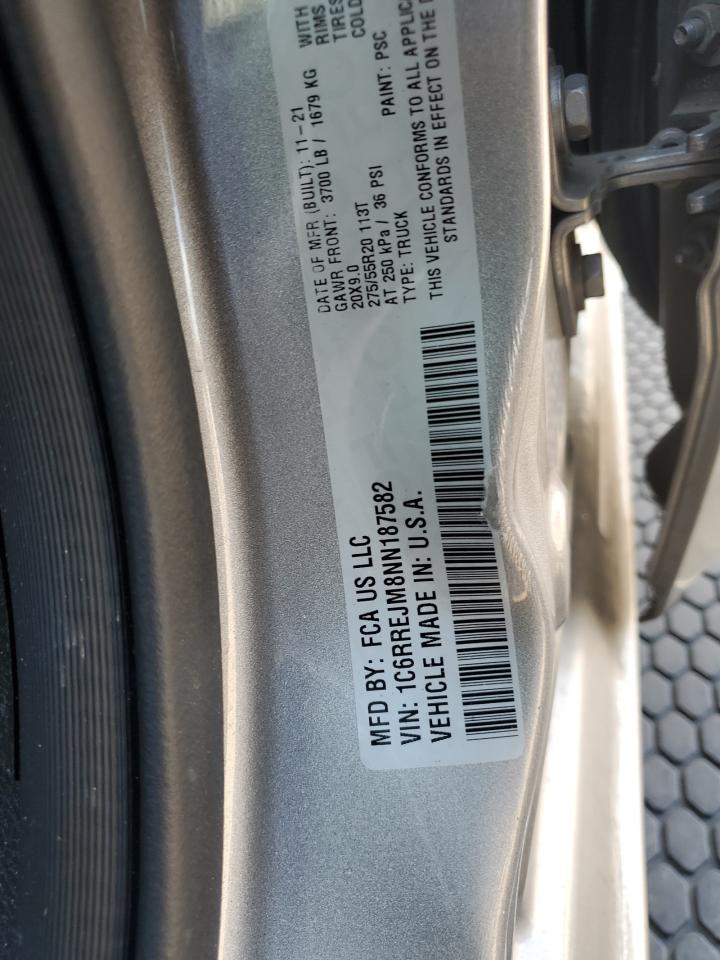 MFD BY: FCA US LLC
VIN: 1C6RREJM8NN187582
VEHICLE MADE IN: U.S.A.
DATE OF MFR (BUILT): 11-21
GAWR FRONT: 3700 LB / 1679 KG WITH
20X9.0 RIMS
275/55R20 113T TIRES
AT 250 kPa / 36 PSI COLD
TYPE: TRUCK PAINT: PSC
THIS VEHICLE CONFORMS TO ALL
STANDARDS IN EFFECT ON THE